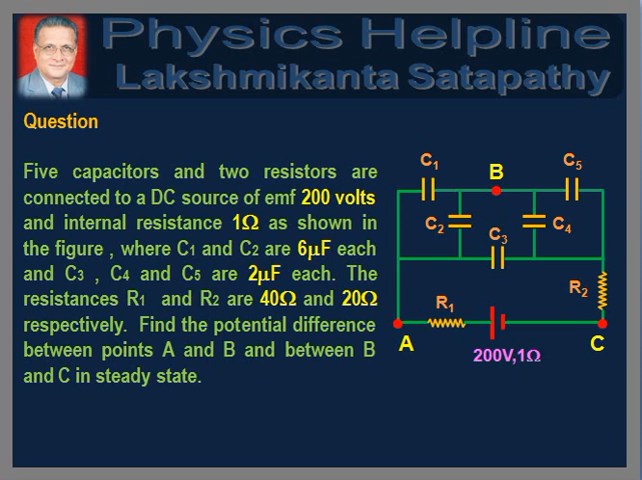 Physics Helpline
Lakshmikanta Satapathy
Question
Five capacitors and two resistors are
connected to a DC source of emf 200 volts
and internal resistance 1Ω as shown in
the figure , where C1 and C2 are 6μF each
and C3 , C4 and C5 are 2μF each. The
resistances R1 and R2 are 40Ω and 20Ω
respectively. Find the potential difference
between points A and B and between B
and C in steady state.
C1
B
C5
C2
C3
C4
R2
R1
A
C
200V,1Ω